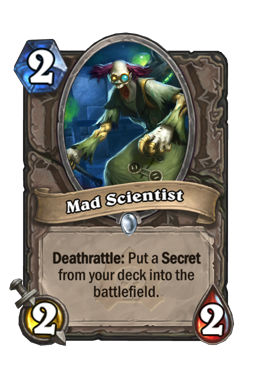 2
Mad Scientist
Deathrattle: Put a Secret
from your deck into the
battlefield.
2
2